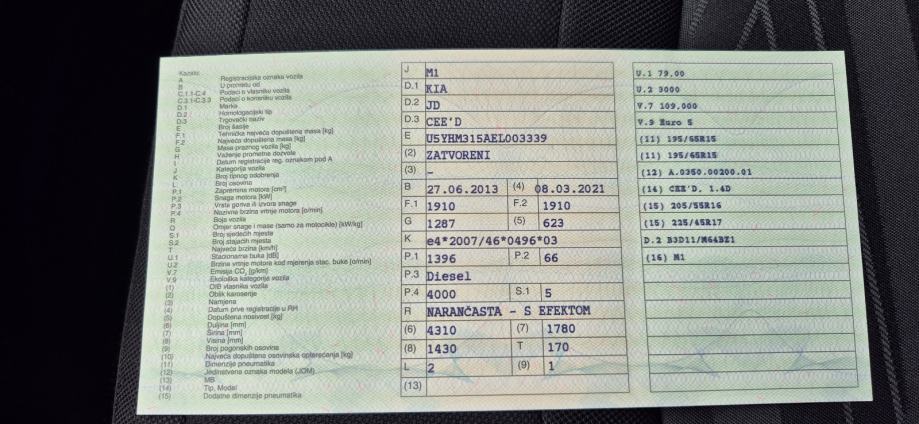 Kazalo:
A Registracijska oznaka vozila
B U prometu od
C.1.1-C.4 Podaci o vlasniku vozila
C.3.1-C.3.3 Podaci o korisniku vozila
D.1 Marka
D.2 Homologacijski tip
D.3 Trgovački naziv
E Broj šasije
F.1 Tehnička najveća dopuštena masa [kg]
F.2 Najveća dopuštena masa [kg]
G Masa praznog vozila [kg]
H Važenje prometne dozvole
I Datum registracije reg. oznakom pod A
J Kategorija vozila
K Broj tipnog odobrenja
L Broj osovina
P.1 Zapremina motora [cm³]
P.2 Snaga motora [kW]
P.3 Vrsta goriva ili izvora snage
P.4 Nazivna brzina vrtnje motora [o/min]
R Boja vozila
Q Omjer snage i mase (samo za motocikle) [kW/kg]
S.1 Broj sjedećih mjesta
S.2 Broj stajaćih mjesta
T Najveća brzina [km/h]
U.1 Stacionarna buka [dB]
U.2 Brzina vrtnje motora kod mjerenja stac. buke [o/min]
V.7 Emisija CO₂ [g/km]
V.9 Ekološka kategorija vozila
(1) OIB vlasnika vozila
(2) Oblik karoserije
(3) Namjena
(4) Datum prve registracije u RH
(5) Dopuštena nosivost [kg]
(6) Duljina [mm]
(7) Širina [mm]
(8) Visina [mm]
(9) Broj pogonskih osovina
(10) Najveća dopuštena osovinska opterećenja [kg]
(11) Dimenzije pneumatika
(12) Jedinstvena oznaka modela (JOM)
(13) MB
(14) Tip, Model
(15) Dodatne dimenzije pneumatika
J M1
D.1 KIA
D.2 JD
D.3 CEE'D
E U5YHM315AEL003339
(2) ZATVORENI
(3) –
B 27.06.2013 (4) 08.03.2021
F.1 1910 F.2 1910
G 1287 (5) 623
K e4*2007/46*0496*03
P.1 1396 P.2 66
P.3 Diesel
P.4 4000 S.1 5
R NARANČASTA – S EFEKTOM
(6) 4310 (7) 1780
(8) 1430 T 170
L 2 (9) 1
(13)
U.1 79,00
U.2 3000
V.7 109,000
V.9 Euro 5
(11) 195/65R15
(11) 195/65R15
(12) A.0350.00200.01
(14) CEE'D, 1.4D
(15) 205/55R16
(15) 225/45R17
D.2 B3D11/M64BZ1
(16) M1